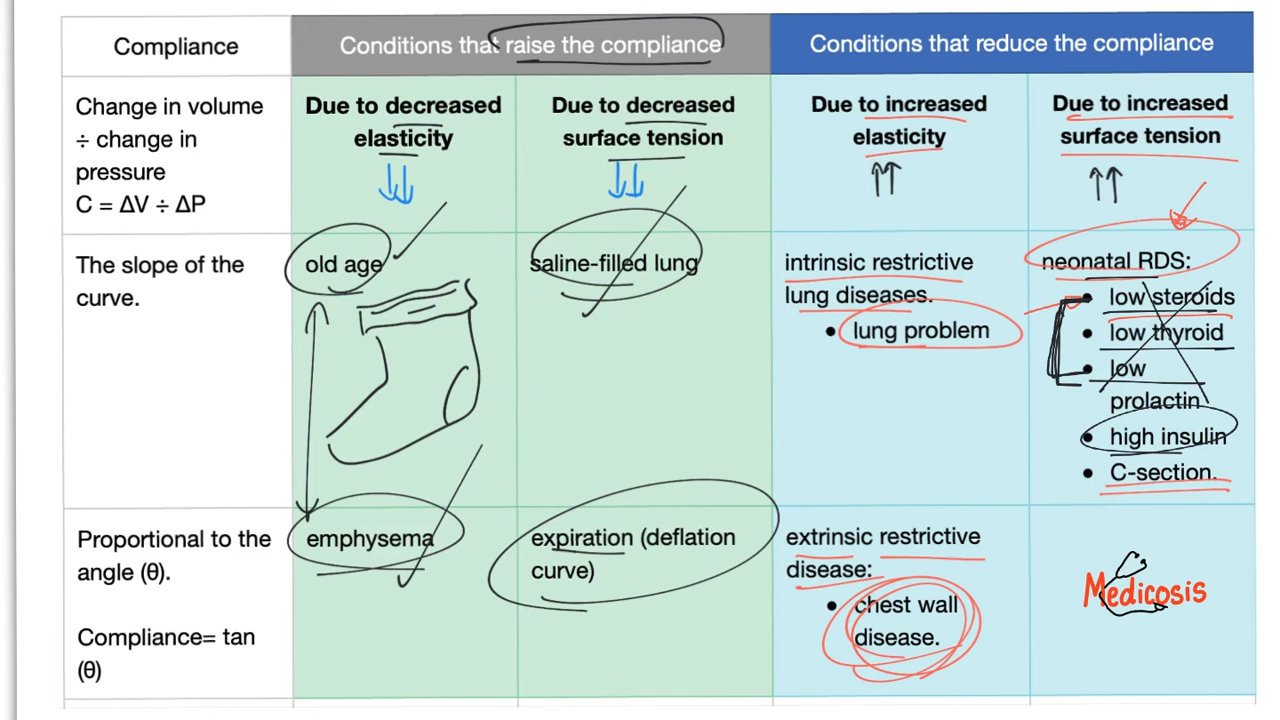 Compliance
Conditions that raise the compliance
Conditions that reduce the compliance
Change in volume
÷ change in
pressure
C = ΔV ÷ ΔP
Due to decreased
elasticity
Due to decreased
surface tension
Due to increased
elasticity
Due to increased
surface tension
The slope of the
curve.
old age
saline-filled lung
intrinsic restrictive
lung diseases.
• lung problem
neonatal RDS:
• low steroids
• low thyroid
• low
prolactin
• high insulin
• C-section.
Proportional to the
angle (θ).
Compliance= tan
(θ)
emphysema
expiration (deflation
curve)
extrinsic restrictive
disease:
• chest wall
disease.
Medicosis